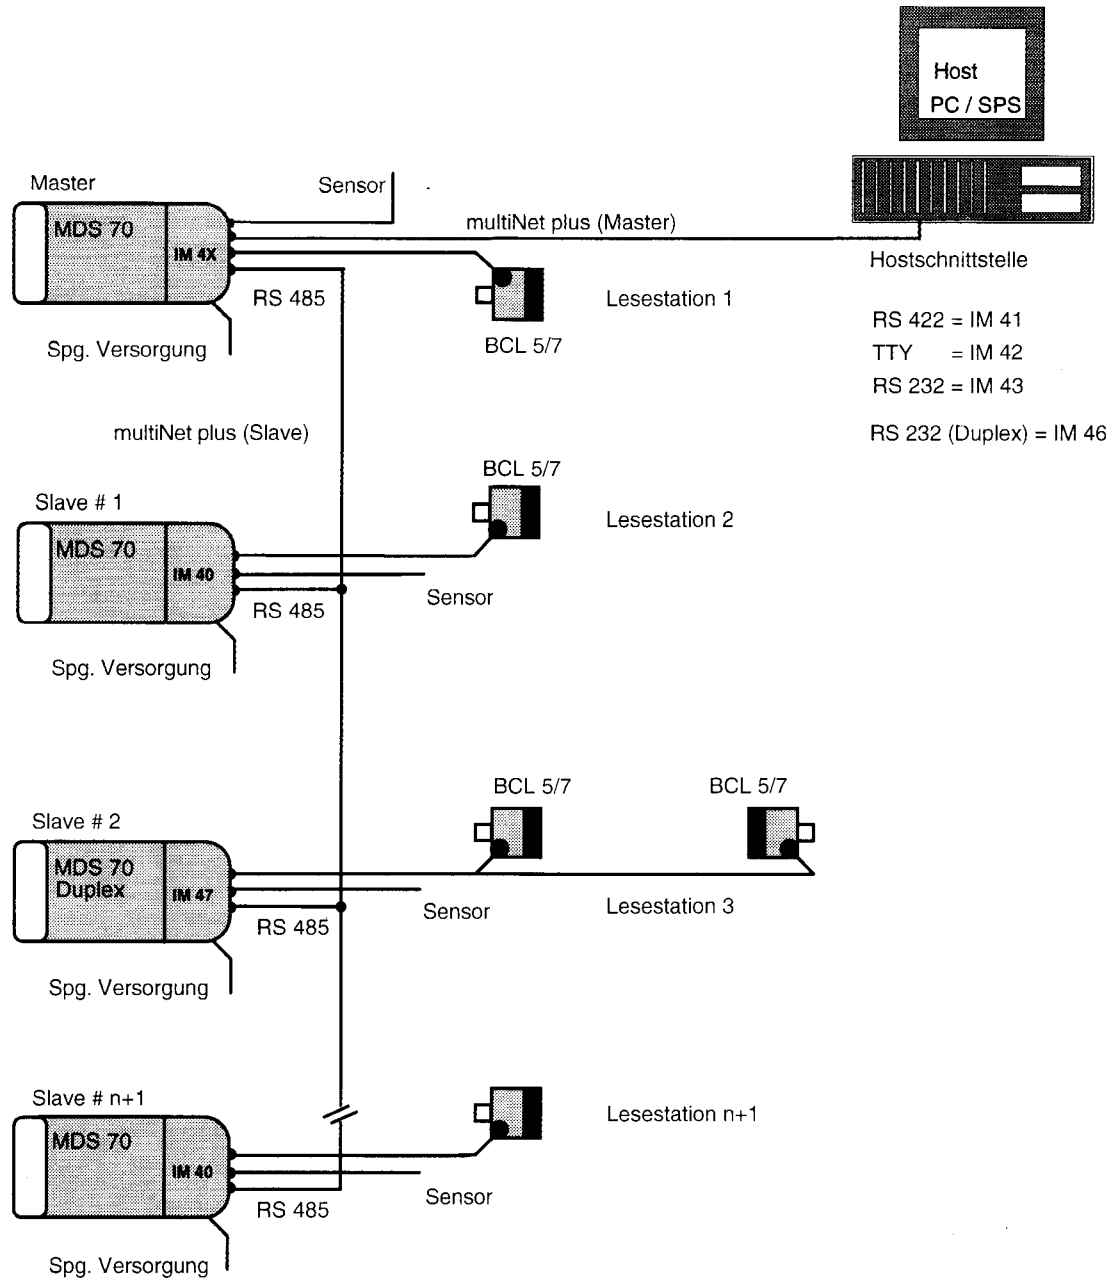 Host
PC / SPS
Master
Sensor
MDS 70
multiNet plus (Master)
IM 4X
Hostschnittstelle
RS 485
Lesestation 1
RS 422 = IM 41
Spg. Versorgung
BCL 5/7
TTY = IM 42
RS 232 = IM 43
multiNet plus (Slave)
RS 232 (Duplex) = IM 46
BCL 5/7
Slave # 1
Lesestation 2
MDS 70
IM 40
Sensor
RS 485
Spg. Versorgung
BCL 5/7
BCL 5/7
Slave # 2
MDS 70
Duplex
IM 47
Sensor
Lesestation 3
RS 485
Spg. Versorgung
Slave # n+1
Lesestation n+1
MDS 70
IM 40
Sensor
RS 485
Spg. Versorgung